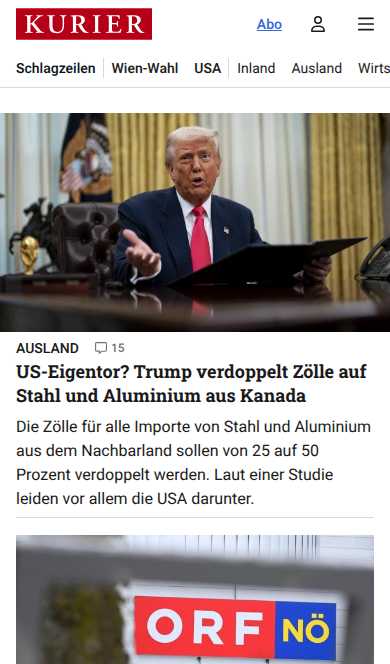 KURIER
Abo
Schlagzeilen Wien-Wahl USA Inland Ausland Wirts
AUSLAND 15
US-Eigentor? Trump verdoppelt Zölle auf
Stahl und Aluminium aus Kanada
Die Zölle für alle Importe von Stahl und Aluminium
aus dem Nachbarland sollen von 25 auf 50
Prozent verdoppelt werden. Laut einer Studie
leiden vor allem die USA darunter.
ORF NÖ